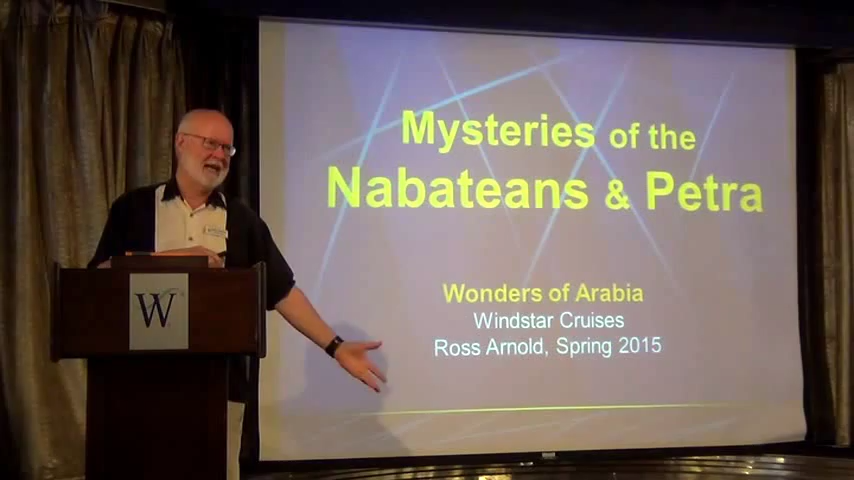 Mysteries of the
Nabateans & Petra
Wonders of Arabia
Windstar Cruises
Ross Arnold, Spring 2015
W